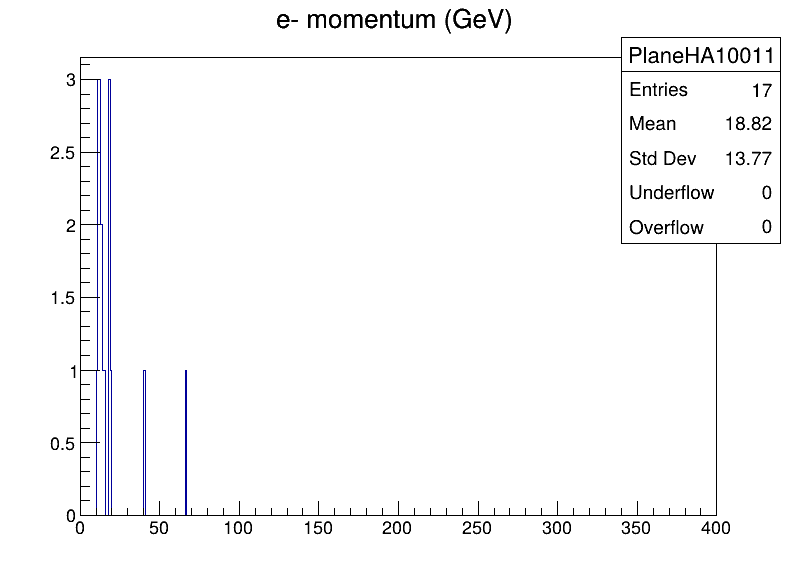 e- momentum (GeV)
PlaneHA10011
Entries 17
Mean 18.82
Std Dev 13.77
Underflow 0
Overflow 0
3
2.5
2
1.5
1
0.5
0
0 50 100 150 200 250 300 350 400